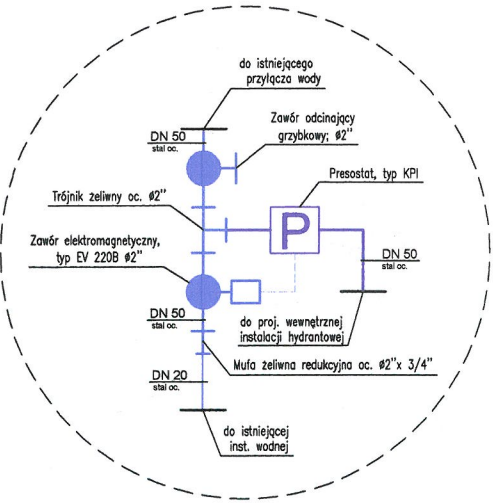 do istniejącego
przyłącza wody
Zawór odcinający
grzybkowy; ø2"
DN 50
stal oc.
Presostat, typ KPI
Trójnik żeliwny oc. ø2"
P
Zawór elektromagnetyczny,
typ EV 220B ø2"
DN 50
stal oc.
DN 50
stal oc.
do proj. wewnętrznej
instalacji hydrantowej
Mufa żeliwna redukcyjna oc. ø2"x 3/4"
DN 20
stal oc.
do istniejącej
inst. wodnej